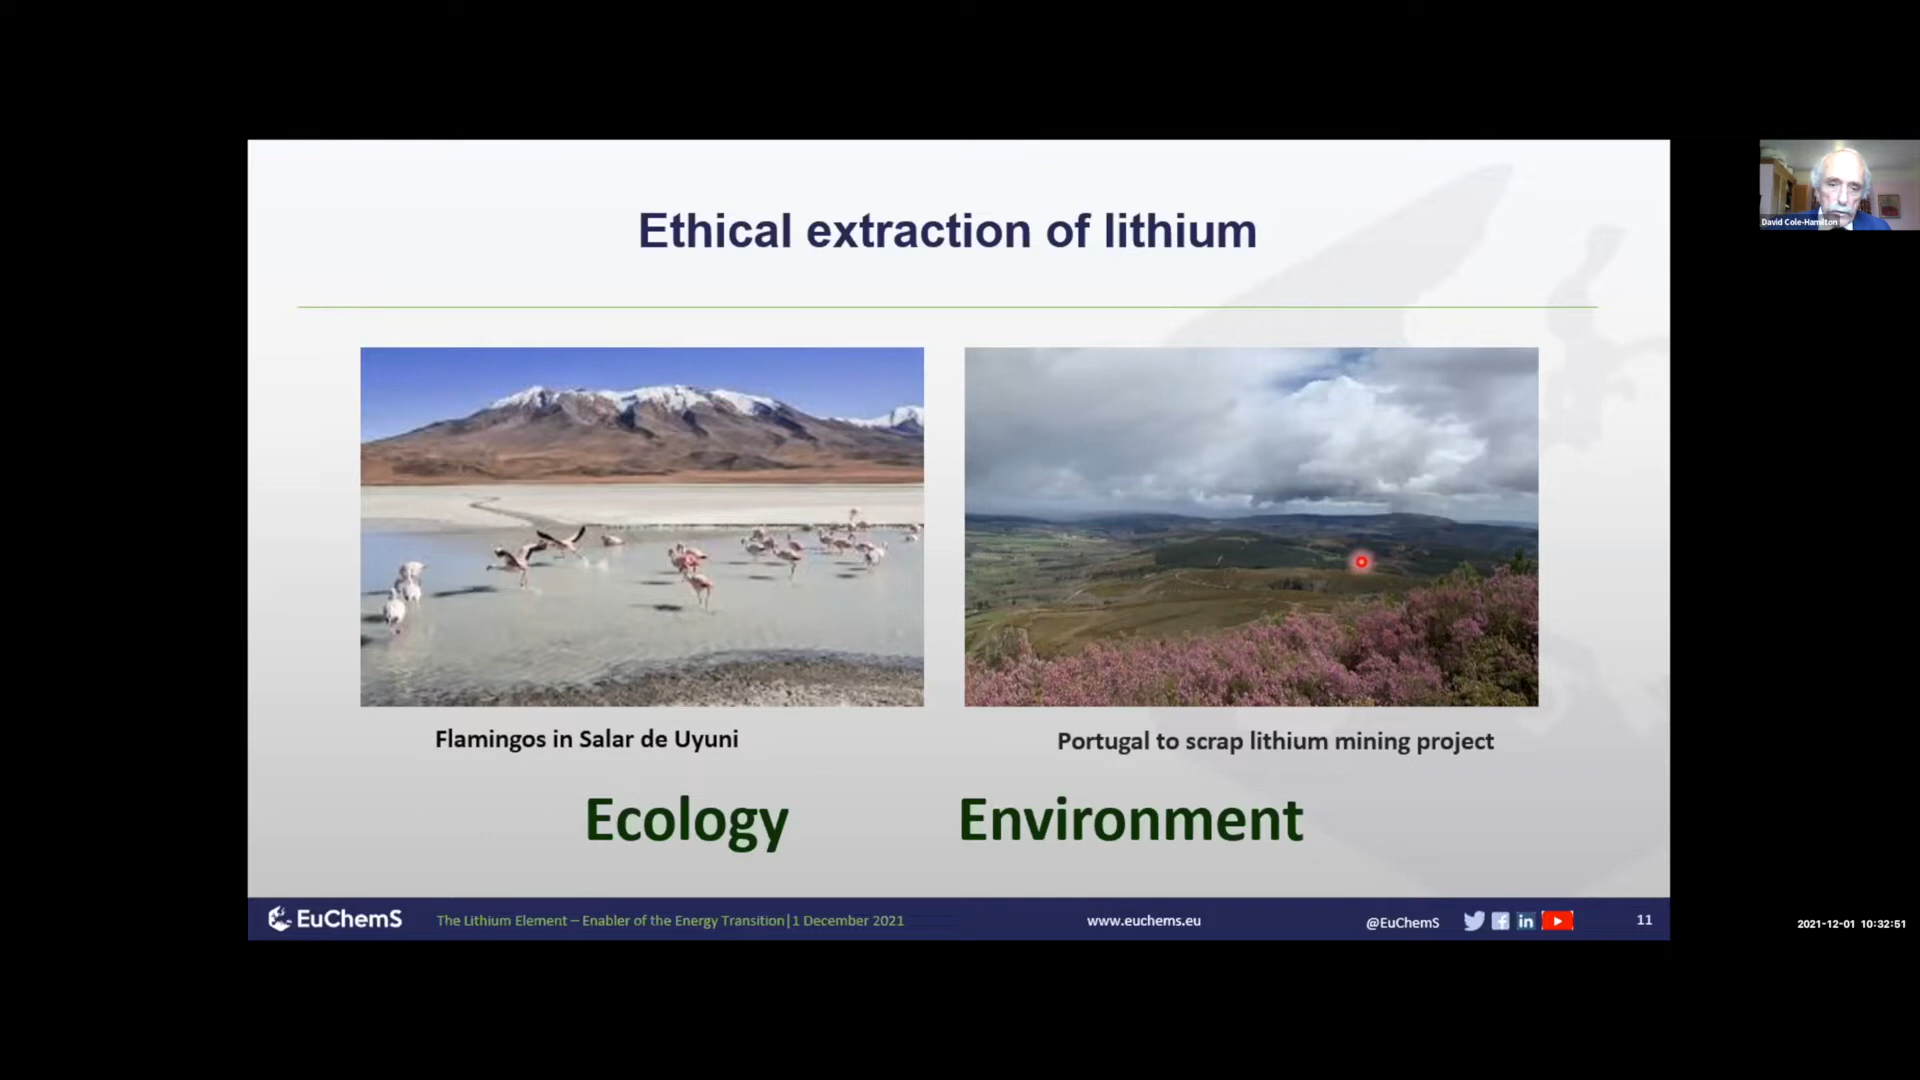 Ethical extraction of lithium
David Cole-Hamilton
Flamingos in Salar de Uyuni
Portugal to scrap lithium mining project
Ecology
Environment
EuChemS
The Lithium Element – Enabler of the Energy Transition|1 December 2021
www.euchems.eu
@EuChemS
11
2021-12-01 10:32:51